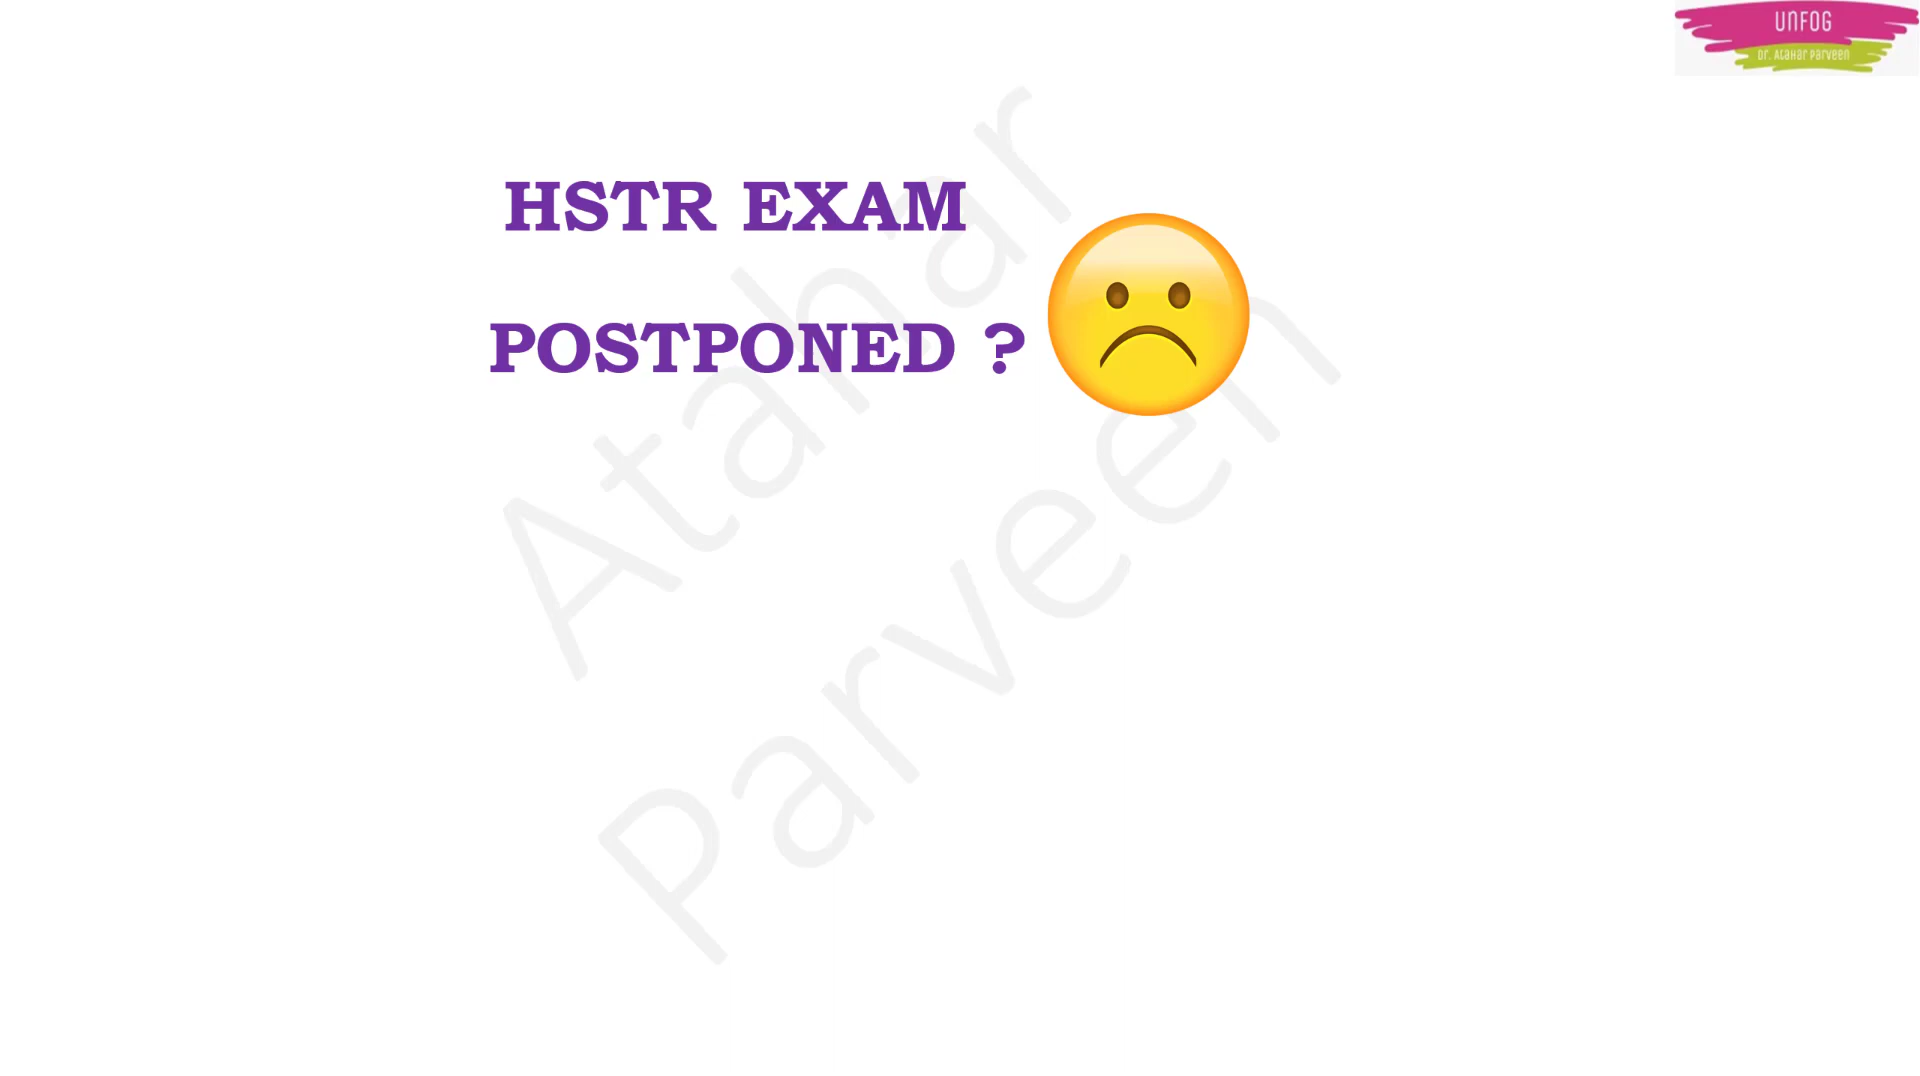 UNFOG
Dr. Atahar Parveen
HSTR EXAM
POSTPONED ?
Atahar
Parveen